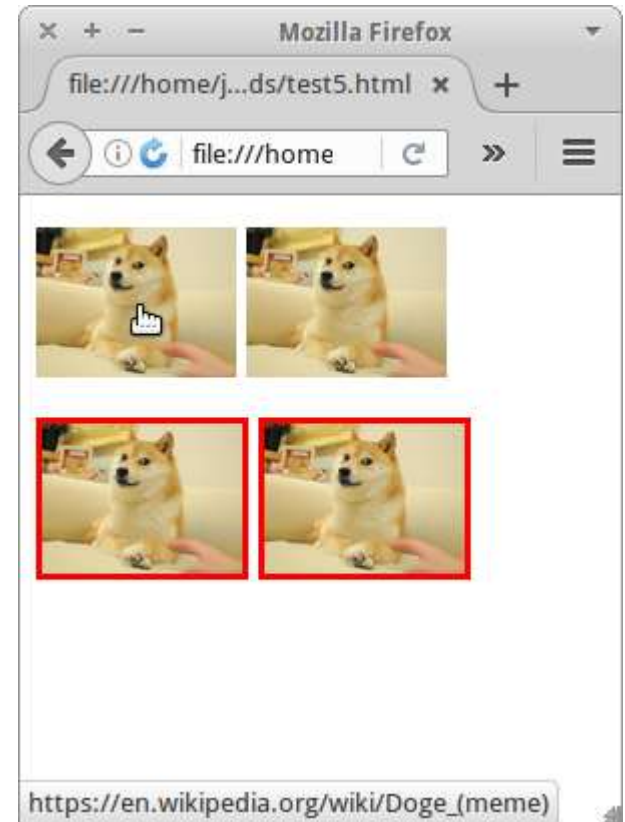 Mozilla Firefox
file:///home/j...ds/test5.html
file:///home
https://en.wikipedia.org/wiki/Doge_(meme)